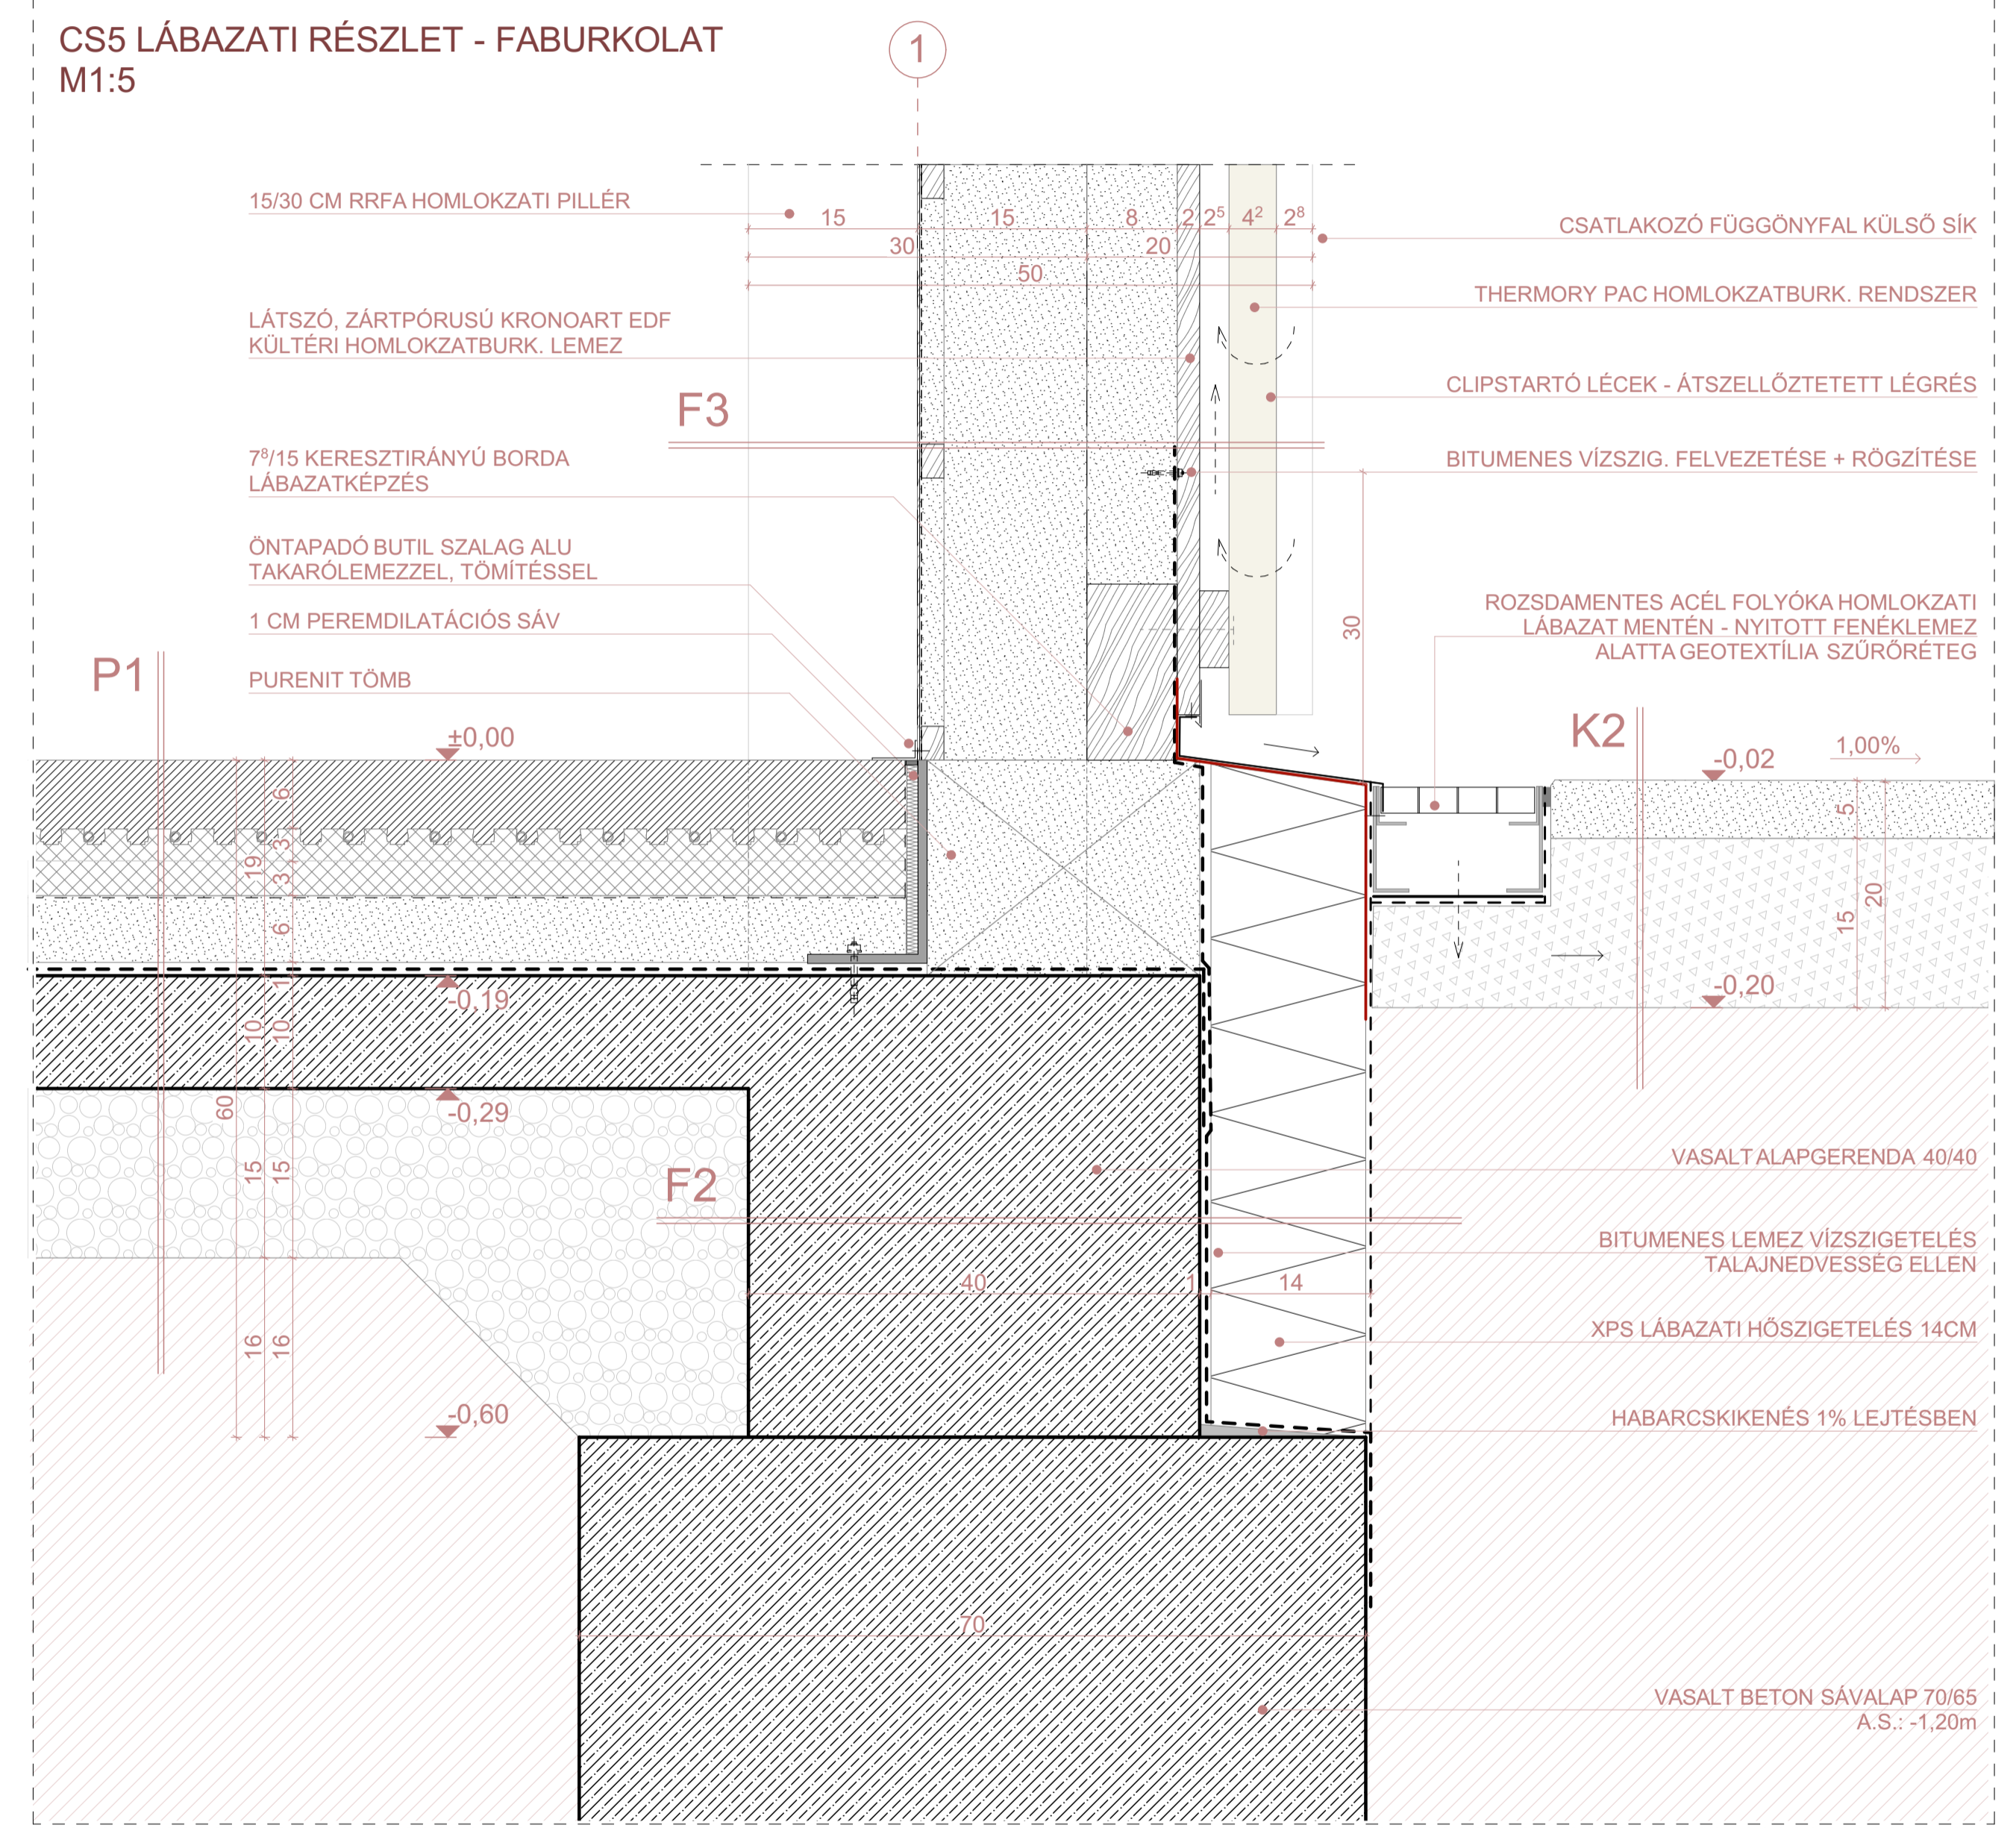 CS5 LÁBAZATI RÉSZLET - FABURKOLAT
M1:5
1
15/30 CM RRFA HOMLOKZATI PILLÉR
15
15
8
2
2⁵
4²
2⁸
30
20
50
CSATLAKOZÓ FÜGGÖNYFAL KÜLSŐ SÍK
THERMORY PAC HOMLOKZATBURK. RENDSZER
LÁTSZÓ, ZÁRTPÓRUSÚ KRONOART EDF
KÜLTÉRI HOMLOKZATBURK. LEMEZ
CLIPSTARTÓ LÉCEK - ÁTSZELLŐZTETETT LÉGRÉS
F3
7⁸/15 KERESZTIRÁNYÚ BORDA
LÁBAZATKÉPZÉS
BITUMENES VÍZSZIG. FELVEZETÉSE + RÖGZÍTÉSE
ÖNTAPADÓ BUTIL SZALAG ALU
TAKARÓLEMEZZEL, TÖMÍTÉSSEL
1 CM PEREMDILATÁCIÓS SÁV
PURENIT TÖMB
30
ROZSDAMENTES ACÉL FOLYÓKA HOMLOKZATI
LÁBAZAT MENTÉN - NYITOTT FENÉKLEMEZ
ALATTA GEOTEXTÍLIA SZŰRŐRÉTEG
P1
K2
±0,00
-0,02
1,00%
6
3
3
19
6
1
5
15
20
-0,19
-0,20
10
10
-0,29
60
15
15
F2
VASALT ALAPGERENDA 40/40
BITUMENES LEMEZ VÍZSZIGETELÉS
TALAJNEDVESSÉG ELLEN
40
1
14
16
16
XPS LÁBAZATI HŐSZIGETELÉS 14CM
-0,60
HABARCSKIKENÉS 1% LEJTÉSBEN
70
VASALT BETON SÁVALAP 70/65
A.S.: -1,20m